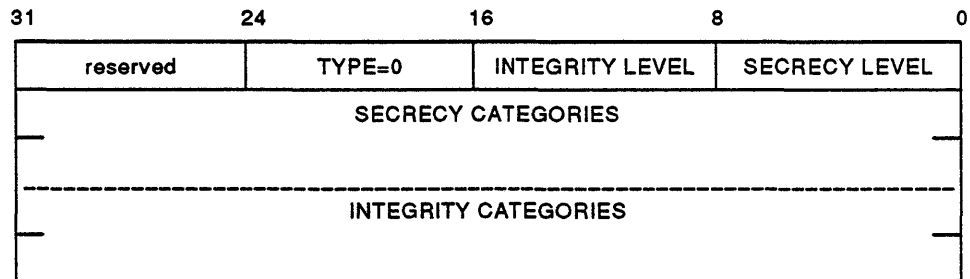 31 24 16 8 0
reserved TYPE=0 INTEGRITY LEVEL SECRECY LEVEL
SECRECY CATEGORIES
INTEGRITY CATEGORIES